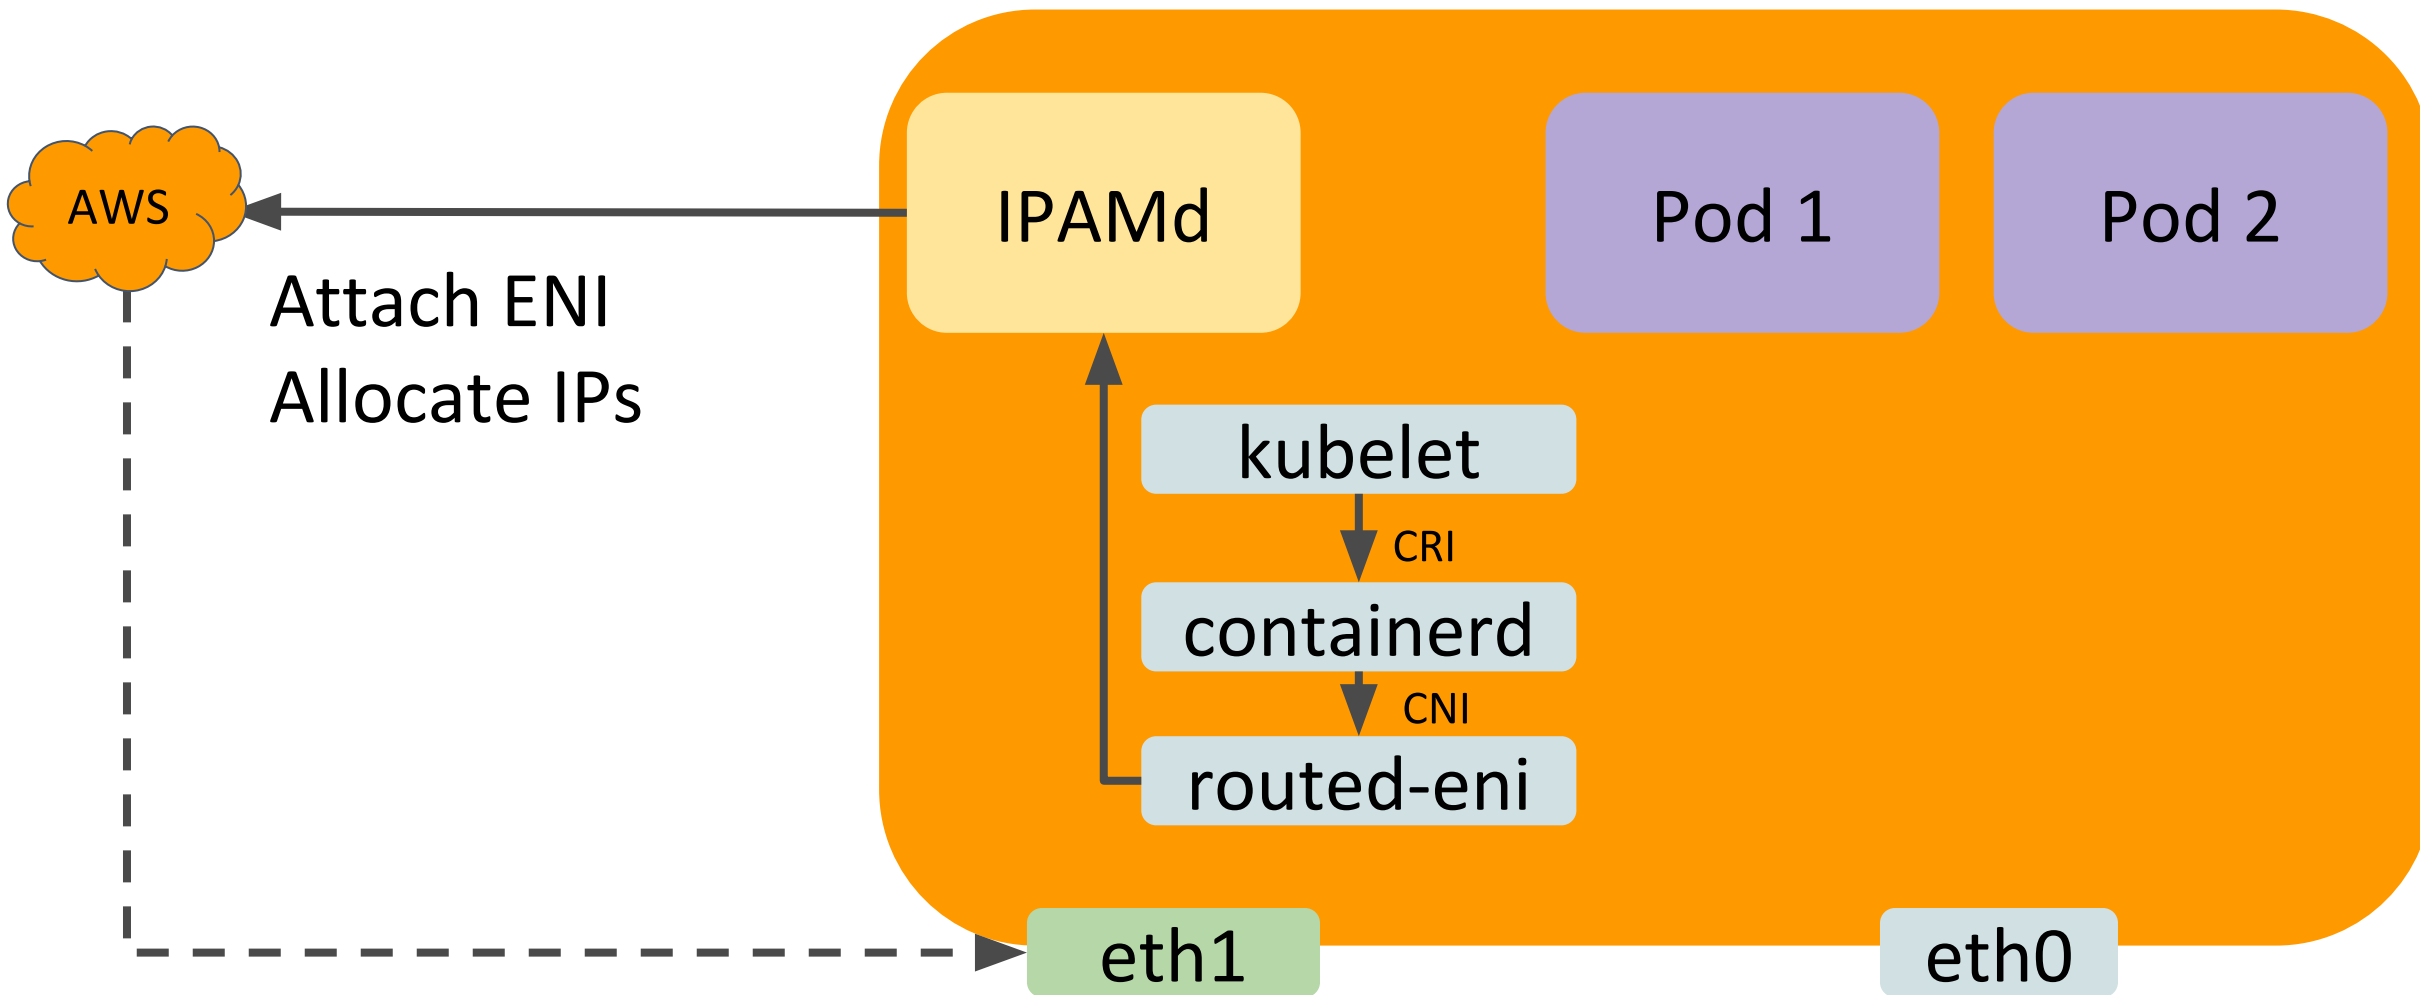 AWS
Attach ENI
Allocate IPs
IPAMd
Pod 1
Pod 2
kubelet
CRI
containerd
CNI
routed-eni
eth1
eth0